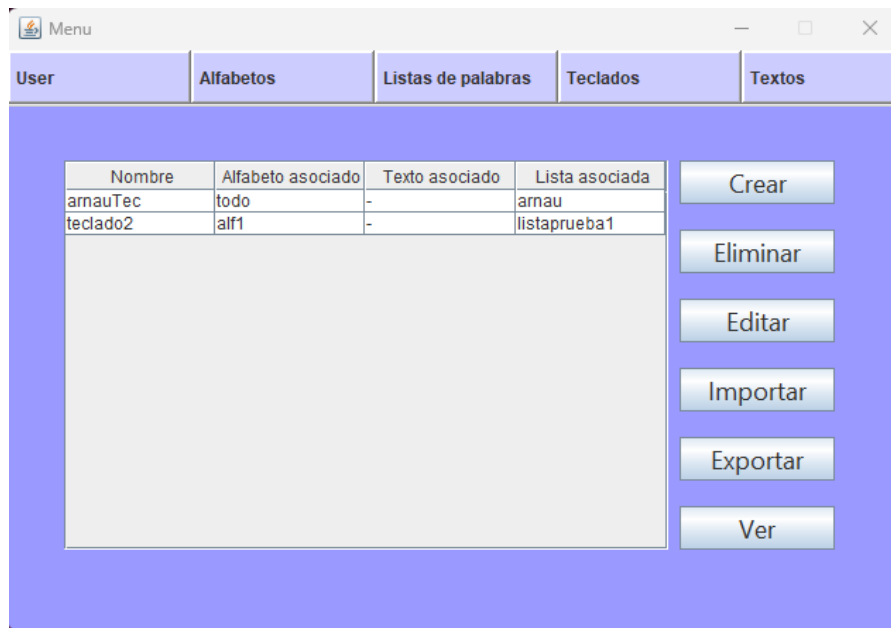 Menu
User Alfabetos Listas de palabras Teclados Textos
Nombre Alfabeto asociado Texto asociado Lista asociada
arnauTec todo - arnau
teclado2 alf1 - listaprueba1
Crear
Eliminar
Editar
Importar
Exportar
Ver